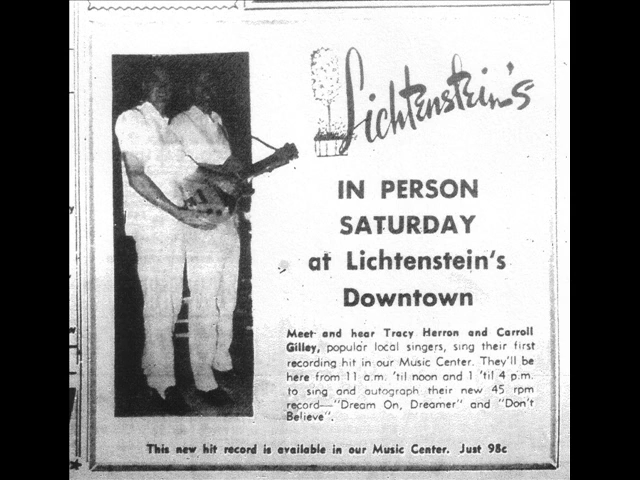 Lichtenstein's
IN PERSON
SATURDAY
at Lichtenstein's
Downtown
Meet and hear Tracy Herron and Carroll
Gilley, popular local singers, sing their first
recording hit in our Music Center. They'll be
here from 11 a.m. 'til noon and 1 'til 4 p.m.
to sing and autograph their new 45 rpm
record—"Dream On, Dreamer" and "Don't
Believe".
This new hit record is available in our Music Center. Just 98c